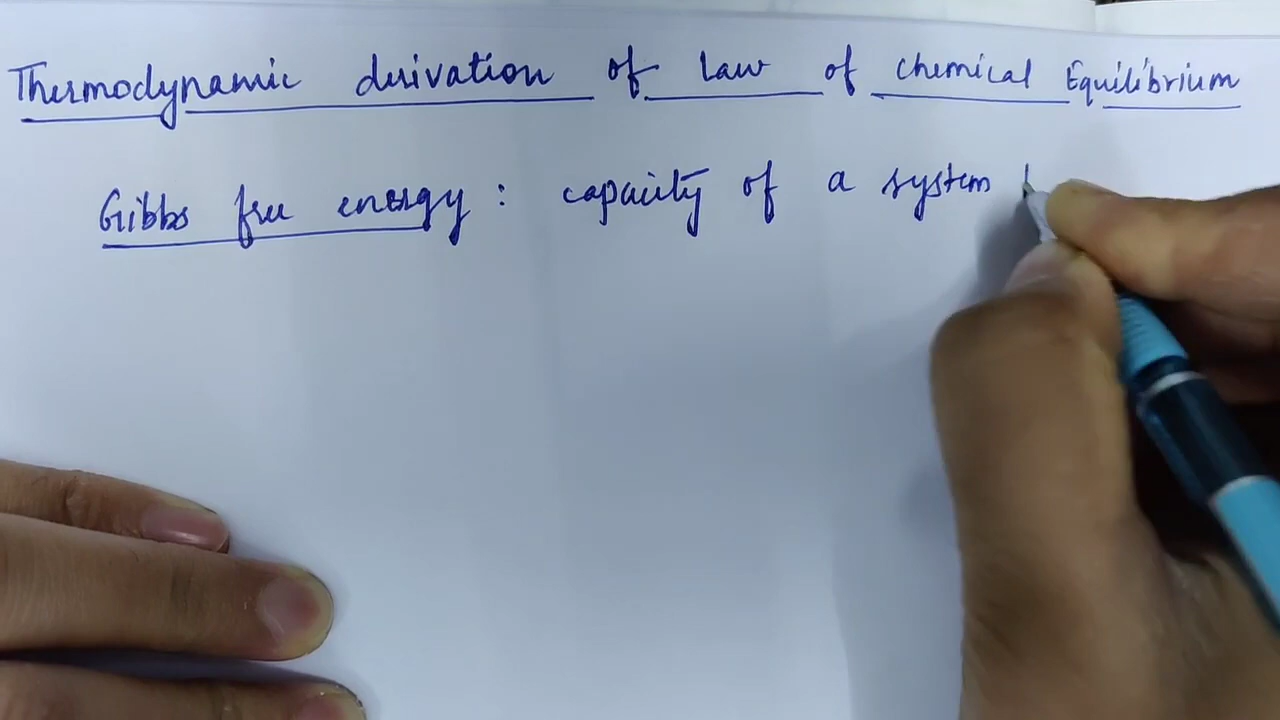 Thermodynamic derivation of Law of chemical Equilibrium
Gibbs free energy : capacity of a system